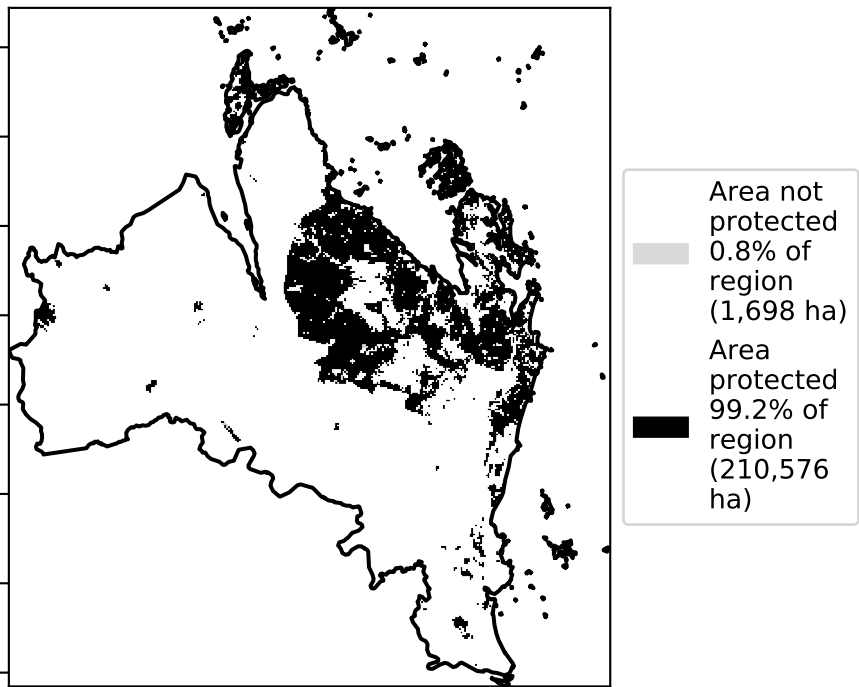 Area not
protected
0.8% of
region
(1,698 ha)
Area
protected
99.2% of
region
(210,576
ha)